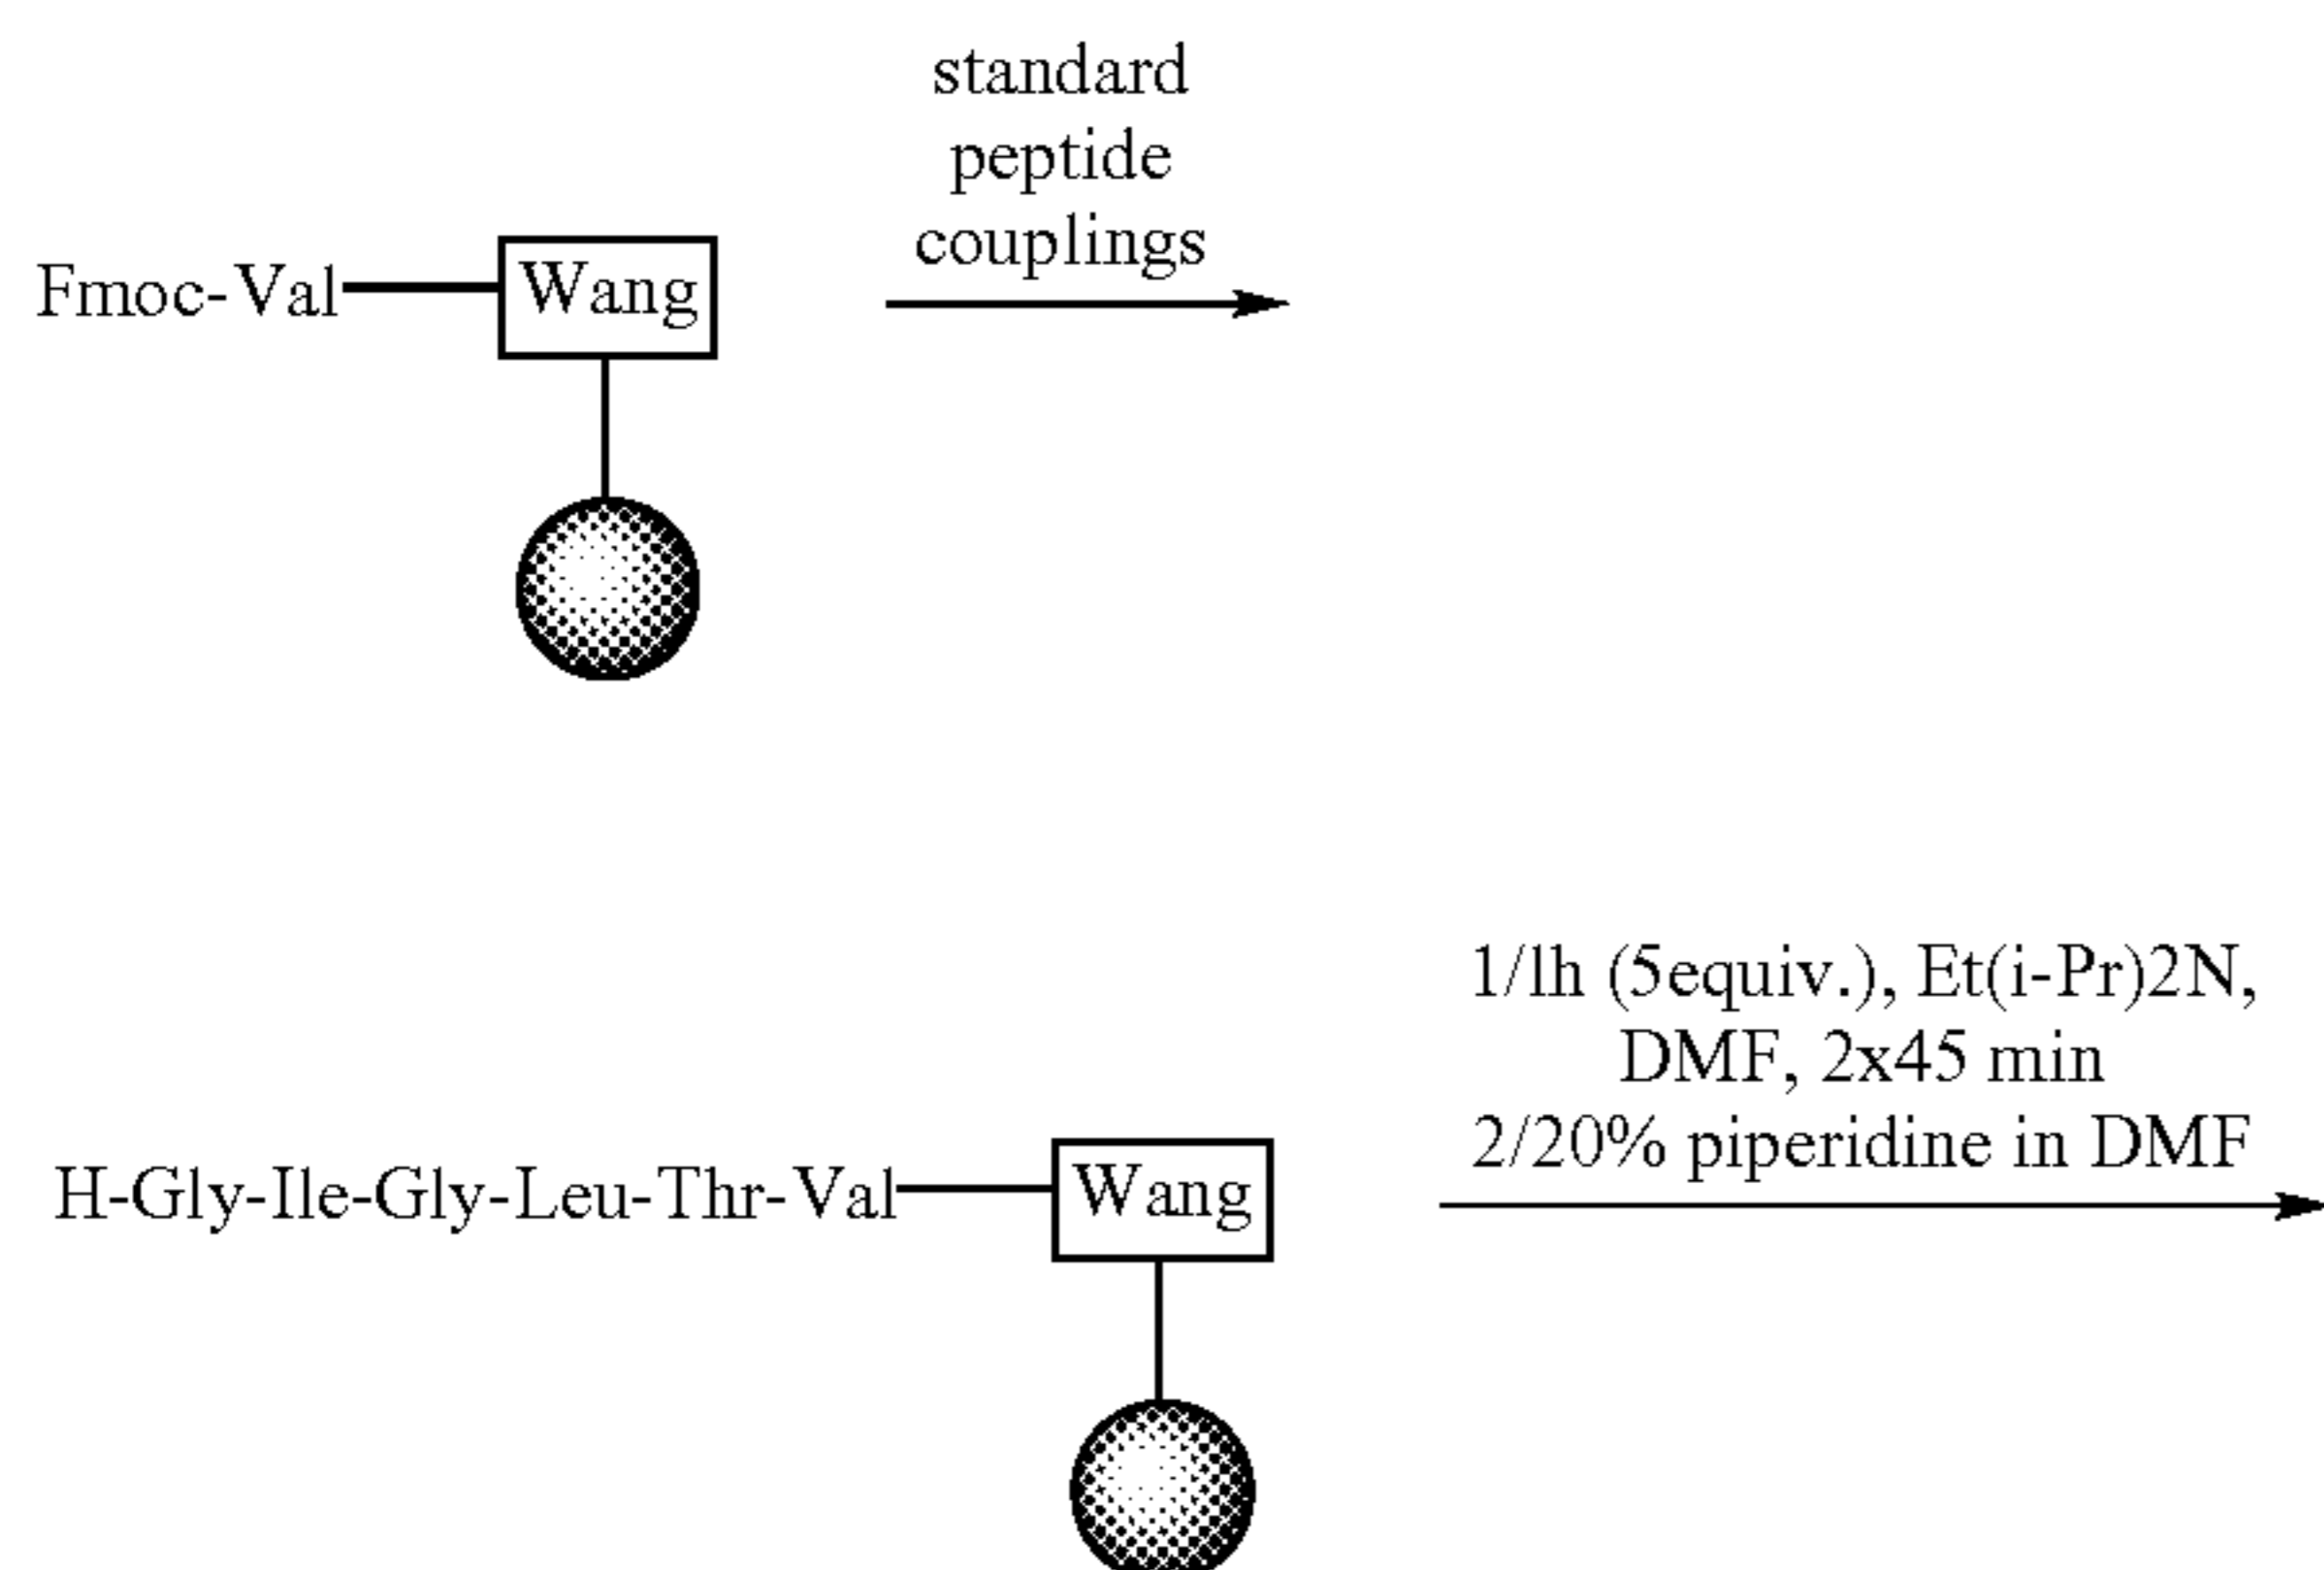 standard
peptide
couplings
Fmoc-Val
Wang
1/lh (5equiv.), Et(i-Pr)2N,
DMF, 2x45 min
2/20% piperidine in DMF
H-Gly-Ile-Gly-Leu-Thr-Val
Wang